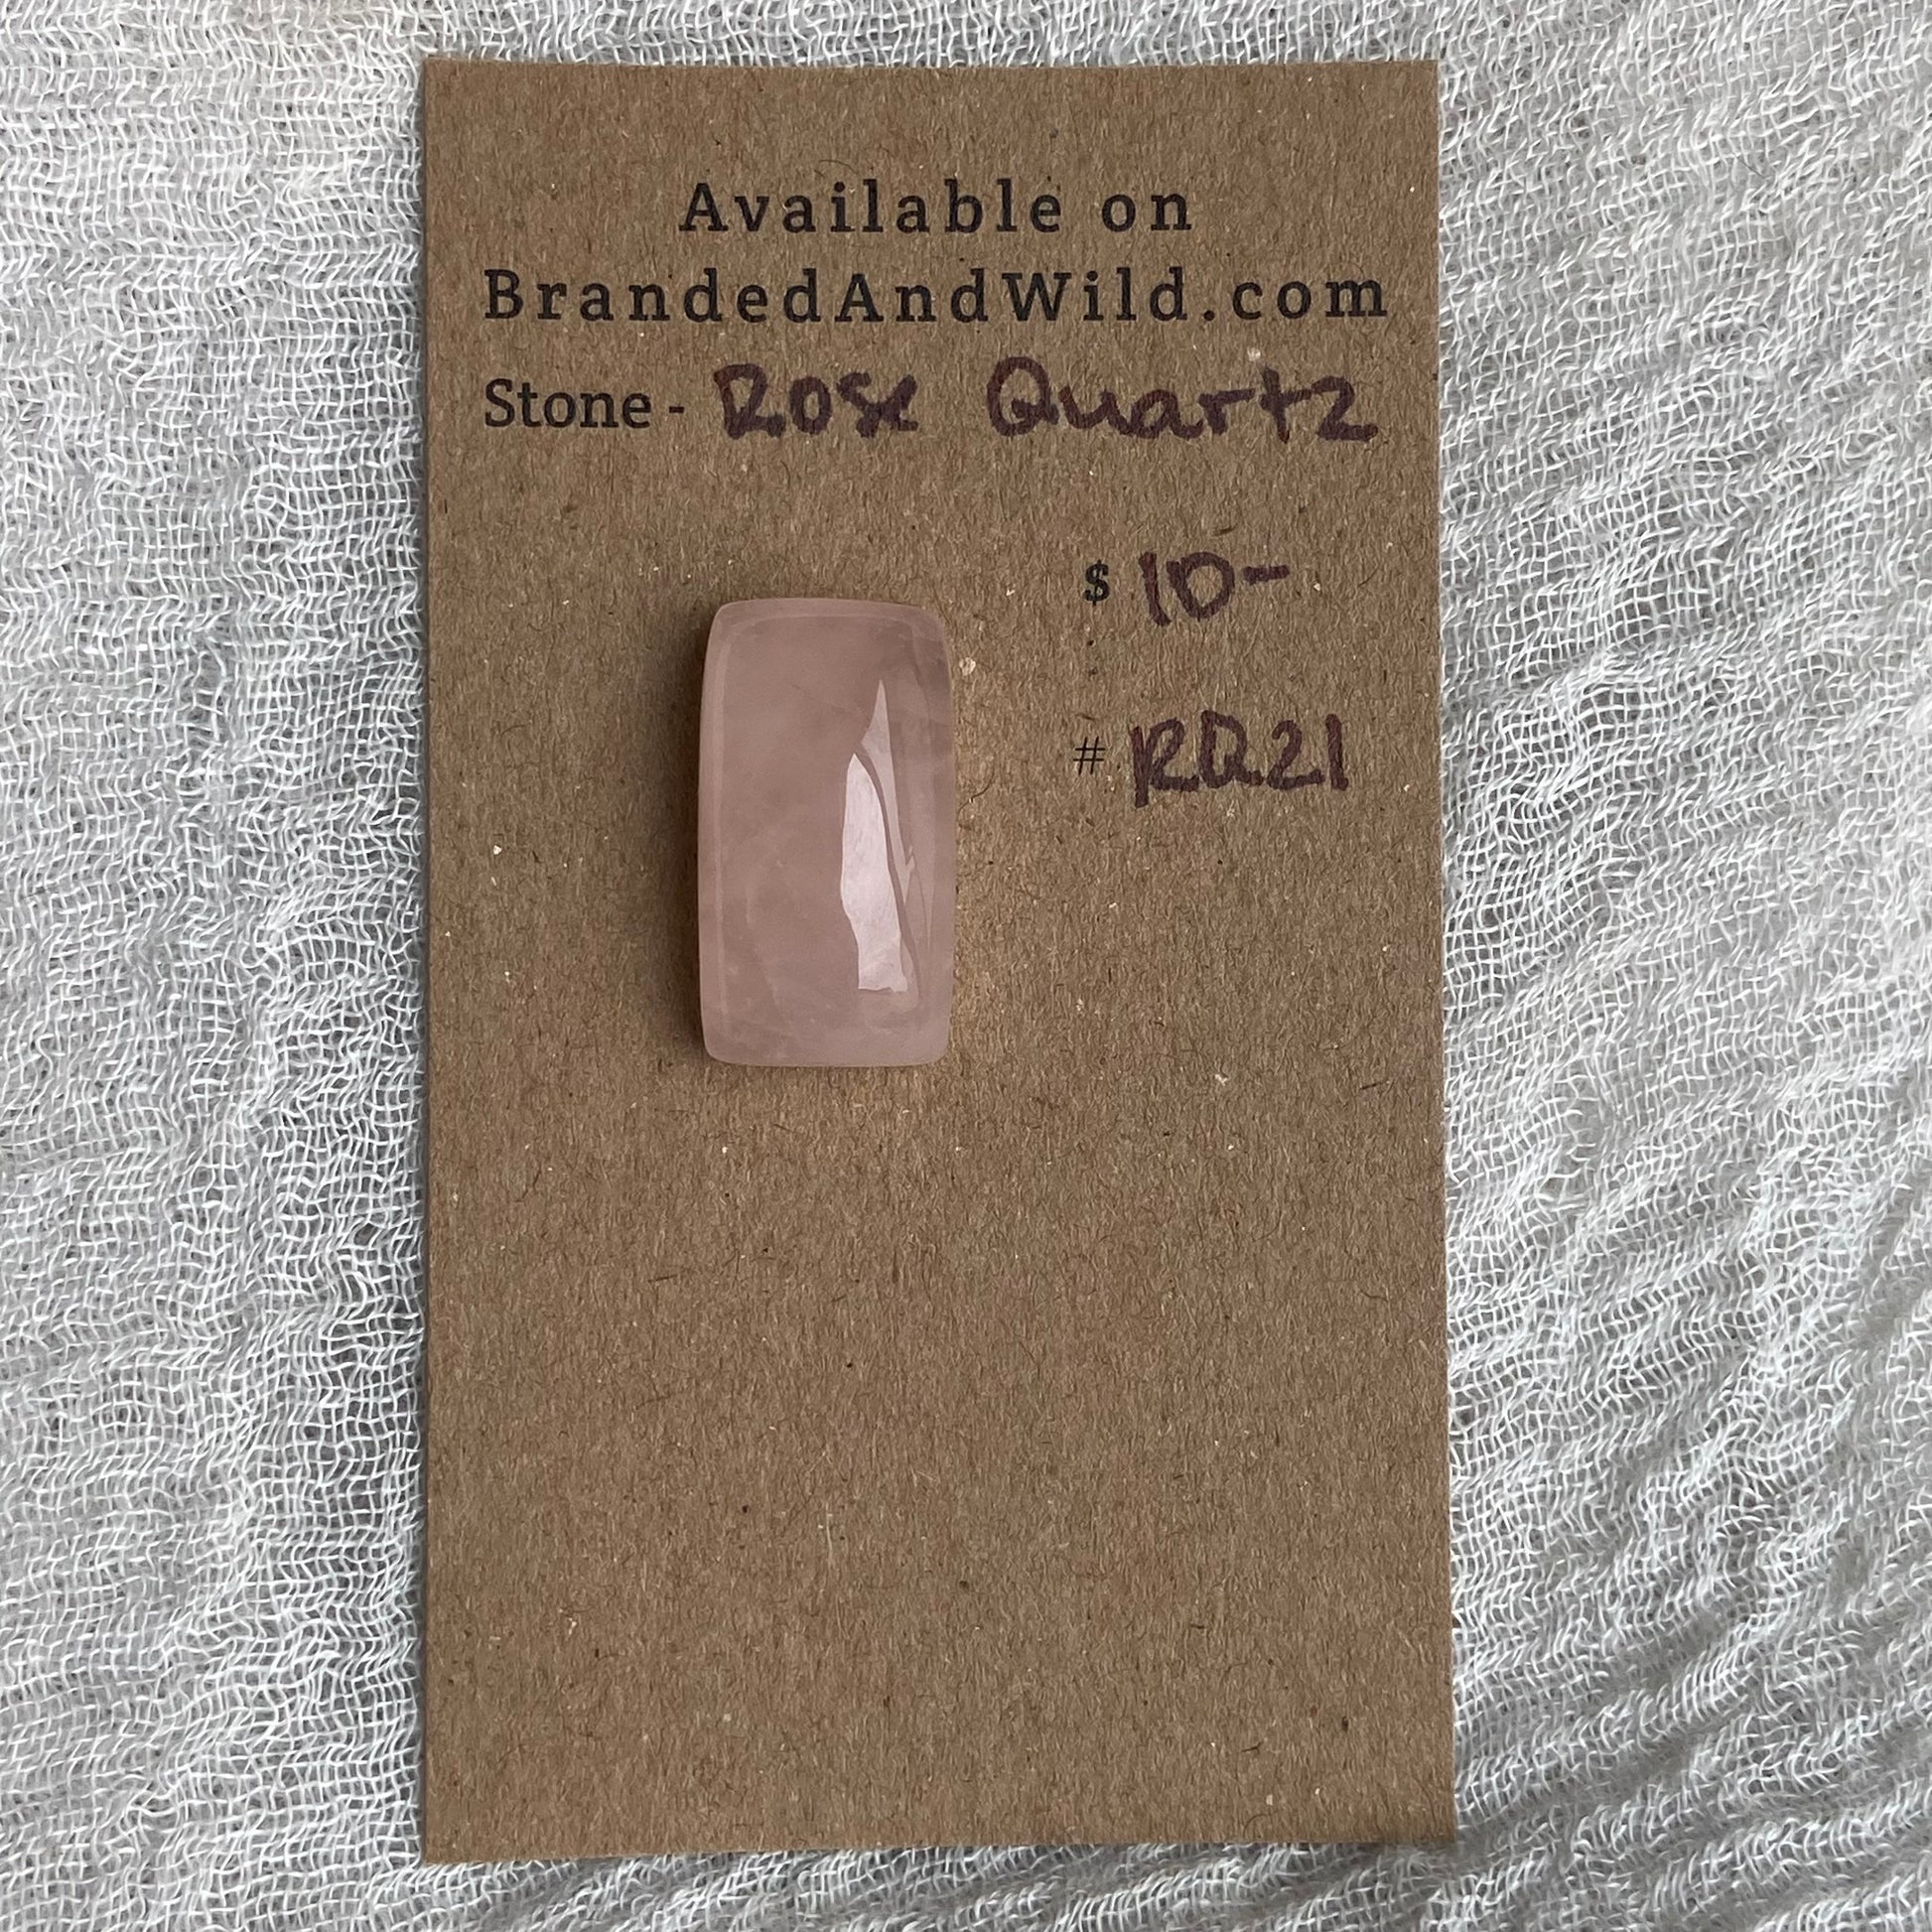 Available on
BrandedAndWild.com
Stone - Rose Quartz
$ 10-
# RQ21